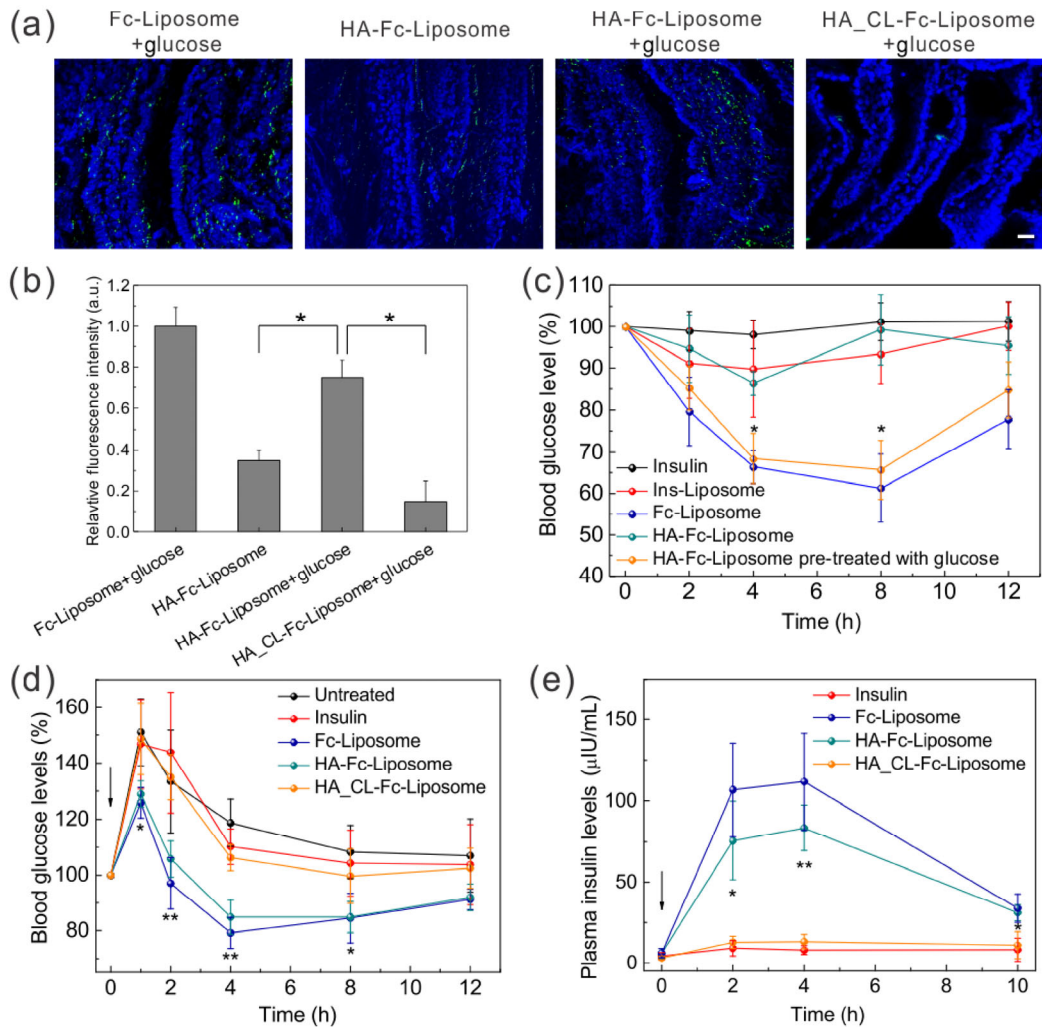 (a)
Fc-Liposome
+glucose
HA-Fc-Liposome
HA-Fc-Liposome
+glucose
HA_CL-Fc-Liposome
+glucose
(b)
Relavtive fluorescence intensity (a.u.)
1.2
1.0
0.8
0.6
0.4
0.2
0.0
*
*
Fc-Liposome+glucose
HA-Fc-Liposome
HA-Fc-Liposome+glucose
HA_CL-Fc-Liposome+glucose
(c)
Blood glucose level (%)
110
100
90
80
70
60
50
40
* *
Insulin
Ins-Liposome
Fc-Liposome
HA-Fc-Liposome
HA-Fc-Liposome pre-treated with glucose
0 2 4 6 8 10 12
Time (h)
(d)
Blood glucose levels (%)
160
140
120
100
80
Untreated
Insulin
Fc-Liposome
HA-Fc-Liposome
HA_CL-Fc-Liposome
*
**
**
*
0 2 4 6 8 10 12
Time (h)
(e)
Plasma insulin levels (μIU/mL)
150
100
50
0
Insulin
Fc-Liposome
HA-Fc-Liposome
HA_CL-Fc-Liposome
*
**
*
0 2 4 6 8 10
Time (h)